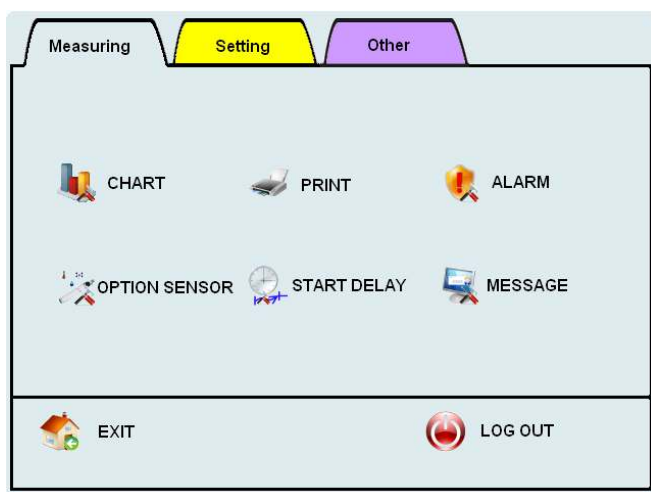 Measuring Setting Other
CHART PRINT ALARM
OPTION SENSOR START DELAY MESSAGE
EXIT LOG OUT